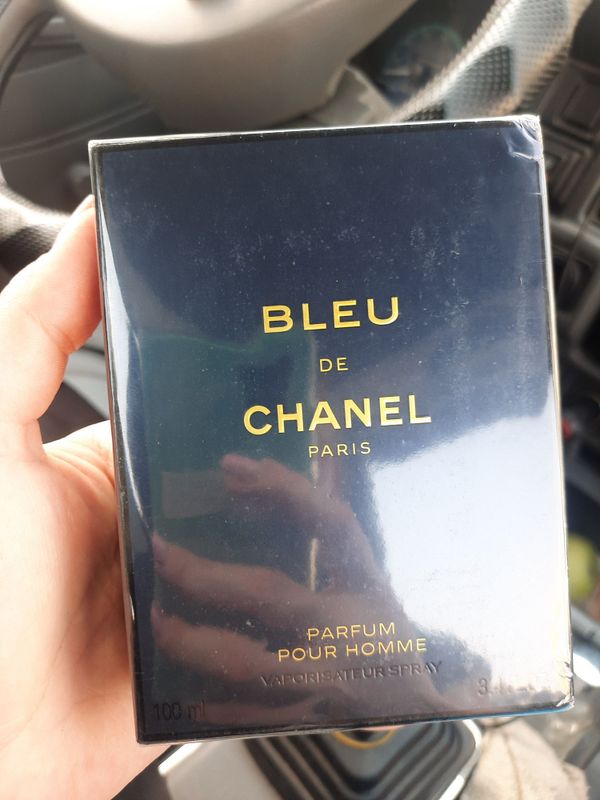 BLEU
DE
CHANEL
PARIS
PARFUM
POUR HOMME
VAPORISATEUR SPRAY
100 ml